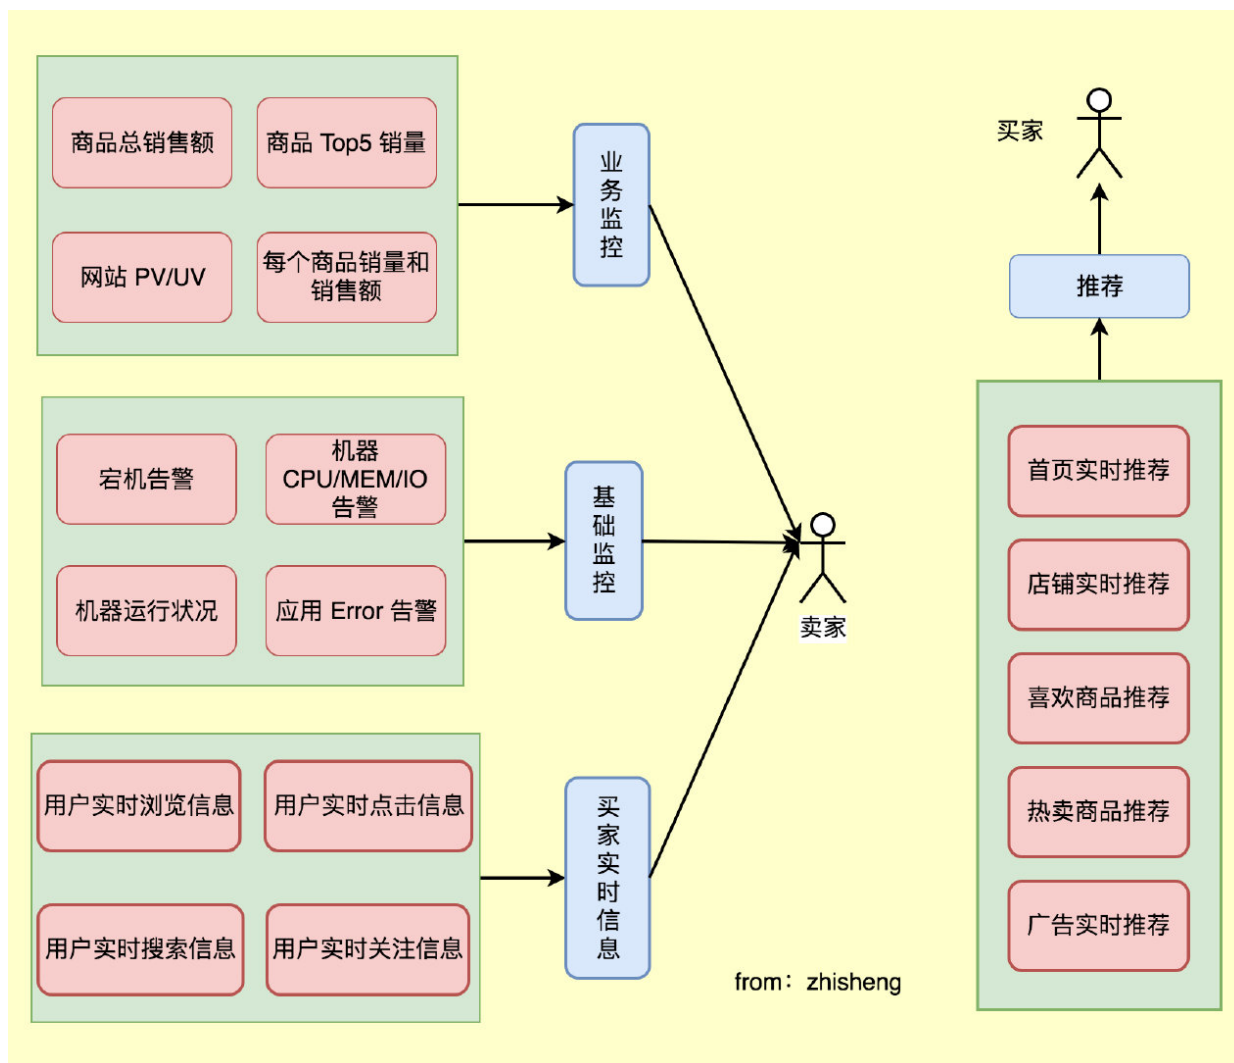 商品总销售额
商品 Top5 销量
网站 PV/UV
每个商品销量和
销售额
业务监控
宕机告警
机器
CPU/MEM/IO
告警
机器运行状况
应用 Error 告警
基础监控
用户实时浏览信息
用户实时点击信息
用户实时搜索信息
用户实时关注信息
买家实时信息
卖家
买家
推荐
首页实时推荐
店铺实时推荐
喜欢商品推荐
热卖商品推荐
广告实时推荐
from：zhisheng